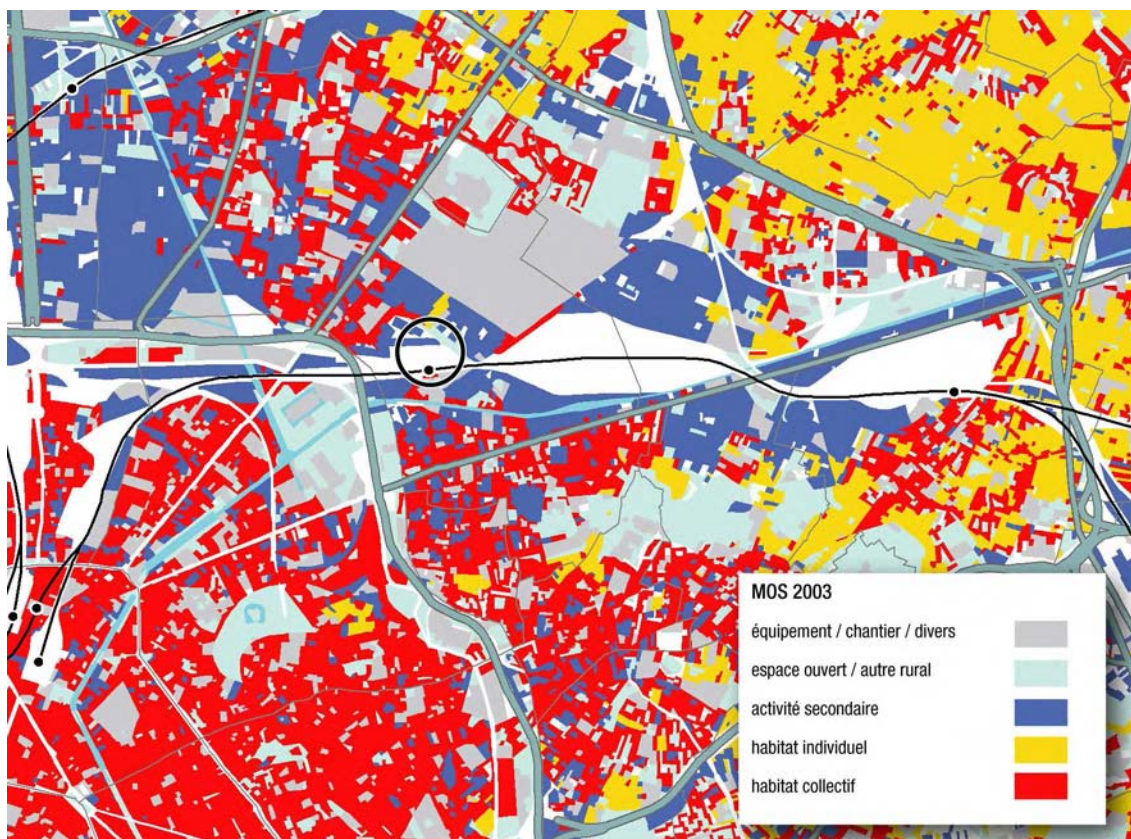 MOS 2003
équipement / chantier / divers
espace ouvert / autre rural
activité secondaire
habitat individuel
habitat collectif